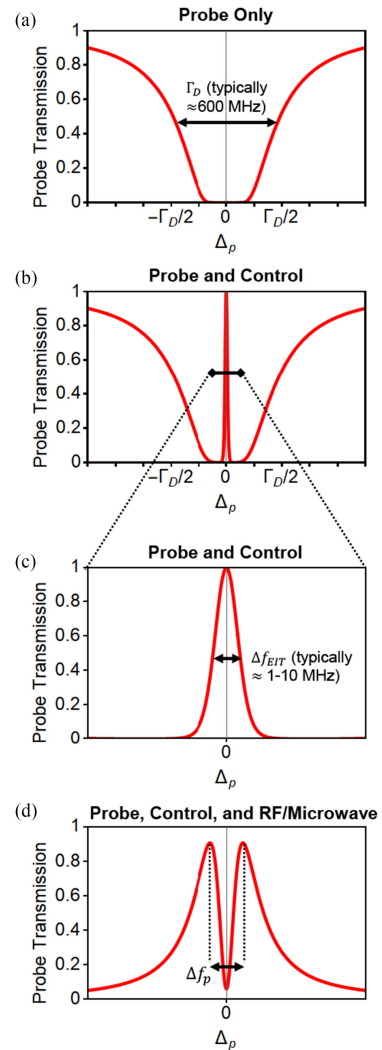 (a)
Probe Only
Probe Transmission
1
0.8
0.6
0.4
0.2
0
Γ_D (typically
≈600 MHz)
−Γ_D/2 0 Γ_D/2
Δ_p
(b)
Probe and Control
Probe Transmission
1
0.8
0.6
0.4
0.2
0
−Γ_D/2 0 Γ_D/2
Δ_p
(c)
Probe and Control
Probe Transmission
1
0.8
0.6
0.4
0.2
0
Δf_EIT (typically
≈ 1-10 MHz)
0
Δ_p
(d)
Probe, Control, and RF/Microwave
Probe Transmission
1
0.8
0.6
0.4
0.2
0
Δf_p
0
Δ_p